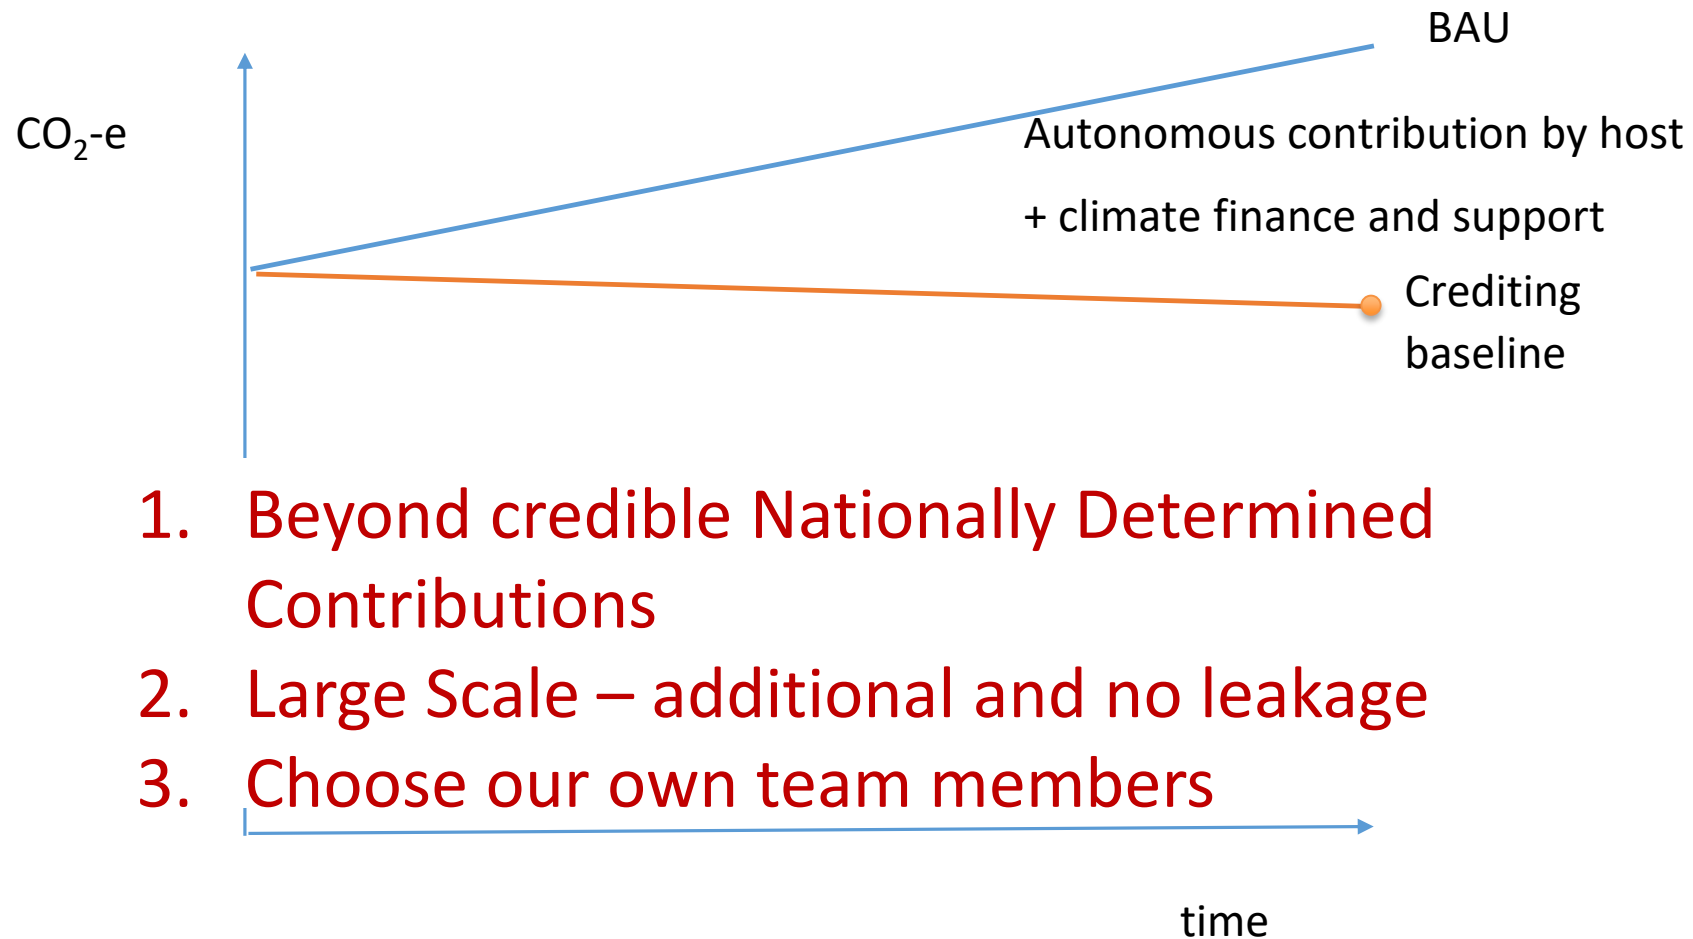 BAU
CO₂-e
Autonomous contribution by host
+ climate finance and support
Crediting
baseline
1. Beyond credible Nationally Determined
Contributions
2. Large Scale – additional and no leakage
3. Choose our own team members
time